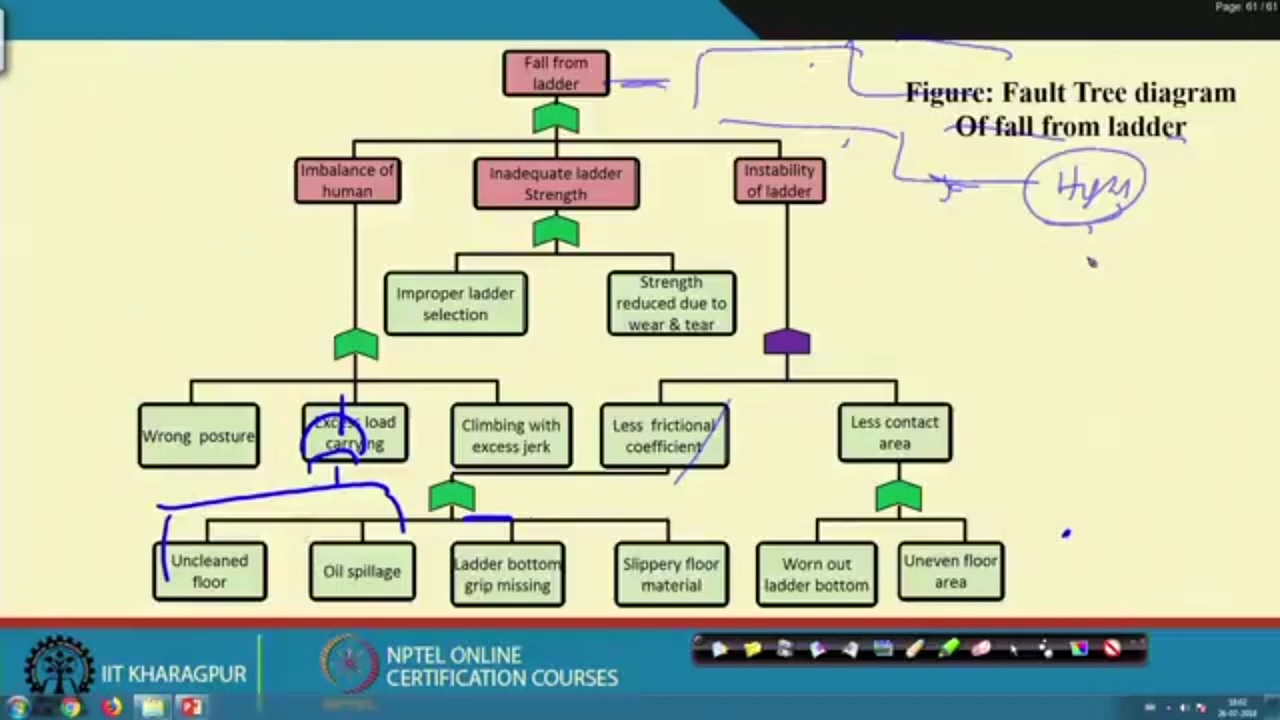 Page: 61 / 61
Fall from
ladder
Figure: Fault Tree diagram
Of fall from ladder
Imbalance of
human
Inadequate ladder
Strength
Instability
of ladder
Improper ladder
selection
Strength
reduced due to
wear & tear
Wrong posture
Excess load
carrying
Climbing with
excess jerk
Less frictional
coefficient
Less contact
area
Uncleaned
floor
Oil spillage
Ladder bottom
grip missing
Slippery floor
material
Worn out
ladder bottom
Uneven floor
area
IIT KHARAGPUR
NPTEL ONLINE
CERTIFICATION COURSES